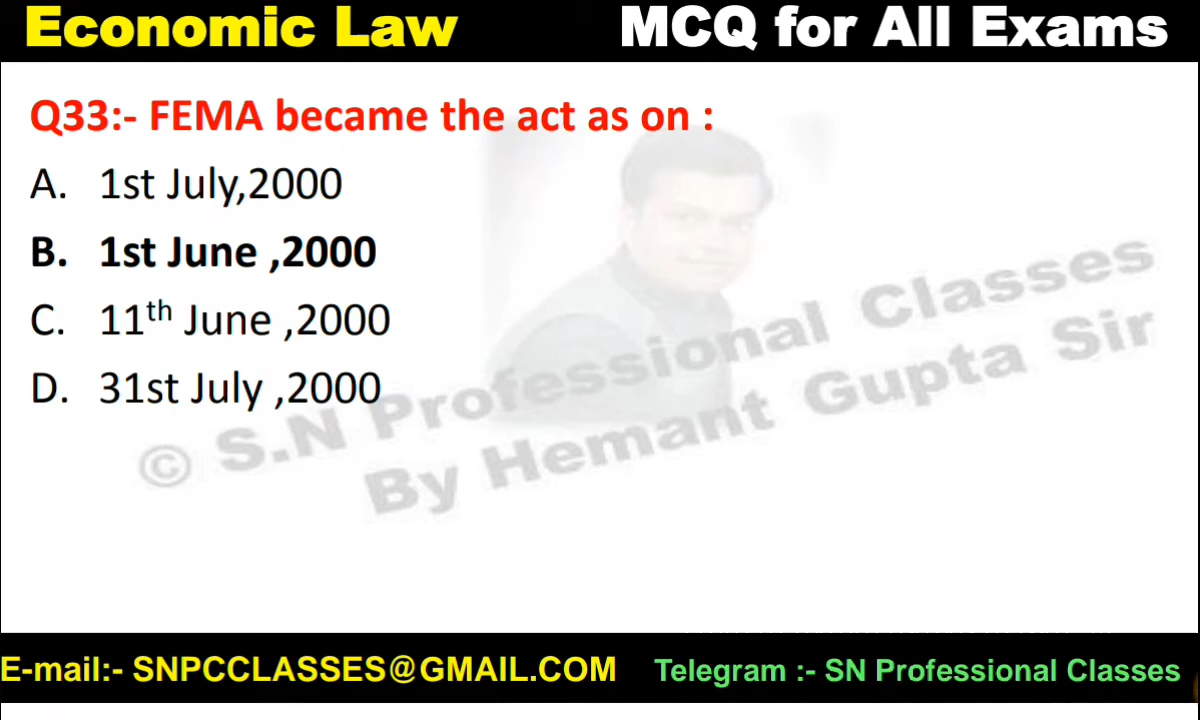 Economic Law MCQ for All Exams
Q33:- FEMA became the act as on :
A. 1st July,2000
B. 1st June ,2000
C. 11th June ,2000
D. 31st July ,2000
© S.N Professional Classes
By Hemant Gupta Sir
E-mail:- SNPCCLASSES@GMAIL.COM Telegram :- SN Professional Classes